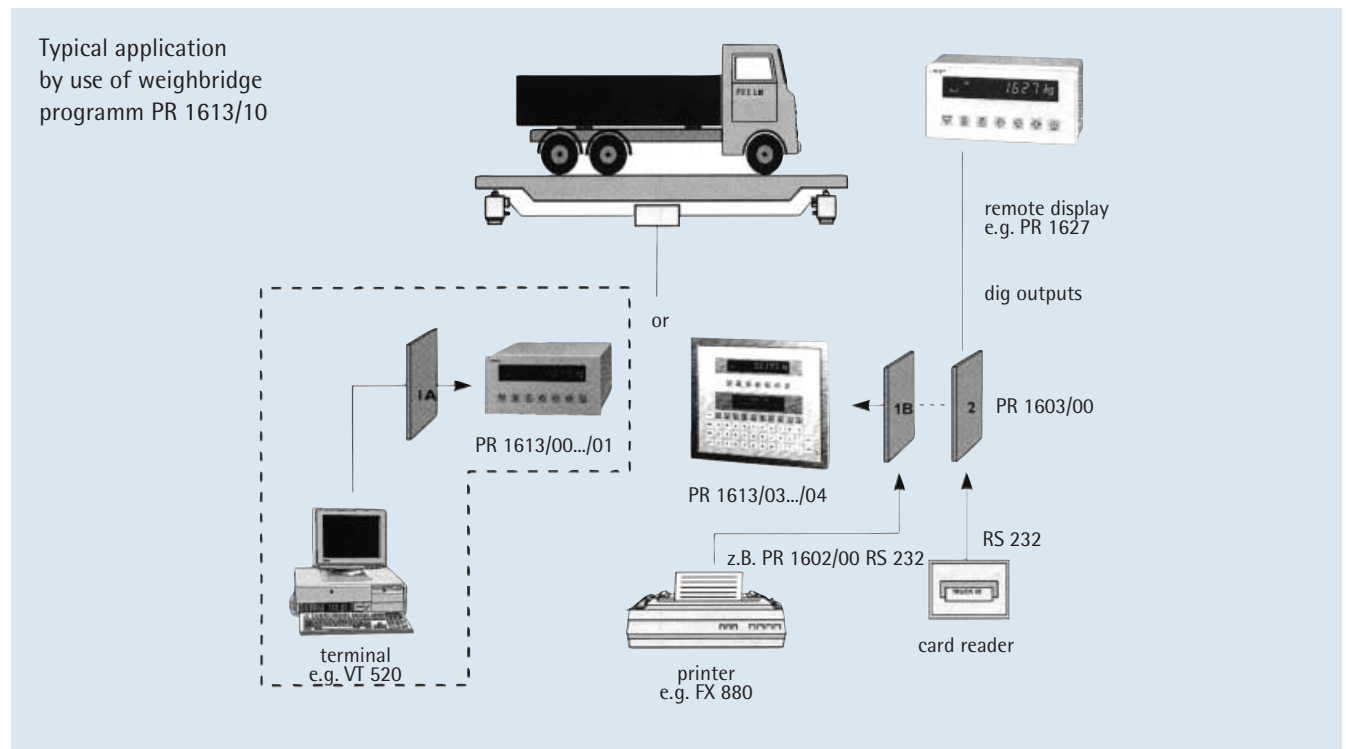 Typical application
by use of weighbridge
programm PR 1613/10
1627 kg
remote display
e.g. PR 1627
dig outputs
or
1A
1B
2
PR 1603/00
PR 1613/00.../01
PR 1613/03.../04
RS 232
z.B. PR 1602/00 RS 232
terminal
e.g. VT 520
printer
e.g. FX 880
card reader